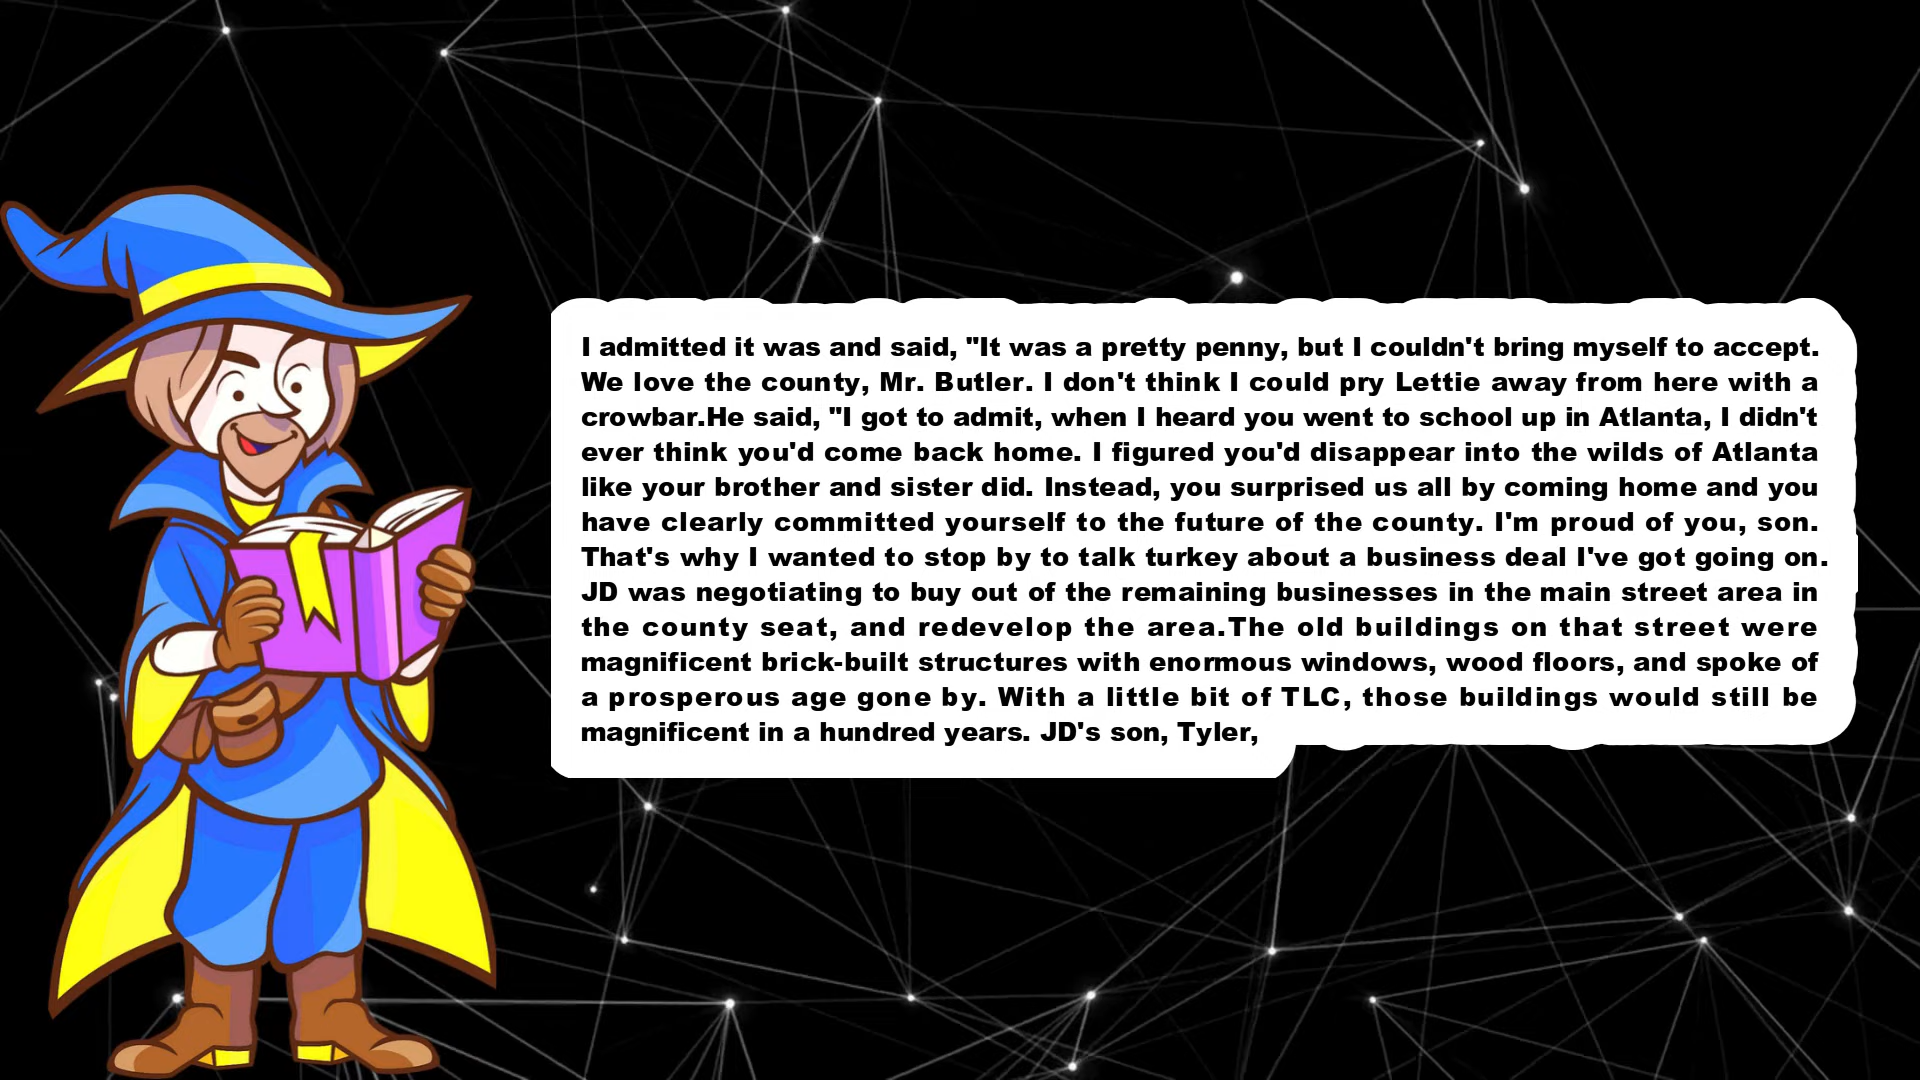 I admitted it was and said, "It was a pretty penny, but I couldn't bring myself to accept.
We love the county, Mr. Butler. I don't think I could pry Lettie away from here with a
crowbar.He said, "I got to admit, when I heard you went to school up in Atlanta, I didn't
ever think you'd come back home. I figured you'd disappear into the wilds of Atlanta
like your brother and sister did. Instead, you surprised us all by coming home and you
have clearly committed yourself to the future of the county. I'm proud of you, son.
That's why I wanted to stop by to talk turkey about a business deal I've got going on.
JD was negotiating to buy out of the remaining businesses in the main street area in
the county seat, and redevelop the area.The old buildings on that street were
magnificent brick-built structures with enormous windows, wood floors, and spoke of
a prosperous age gone by. With a little bit of TLC, those buildings would still be
magnificent in a hundred years. JD's son, Tyler,